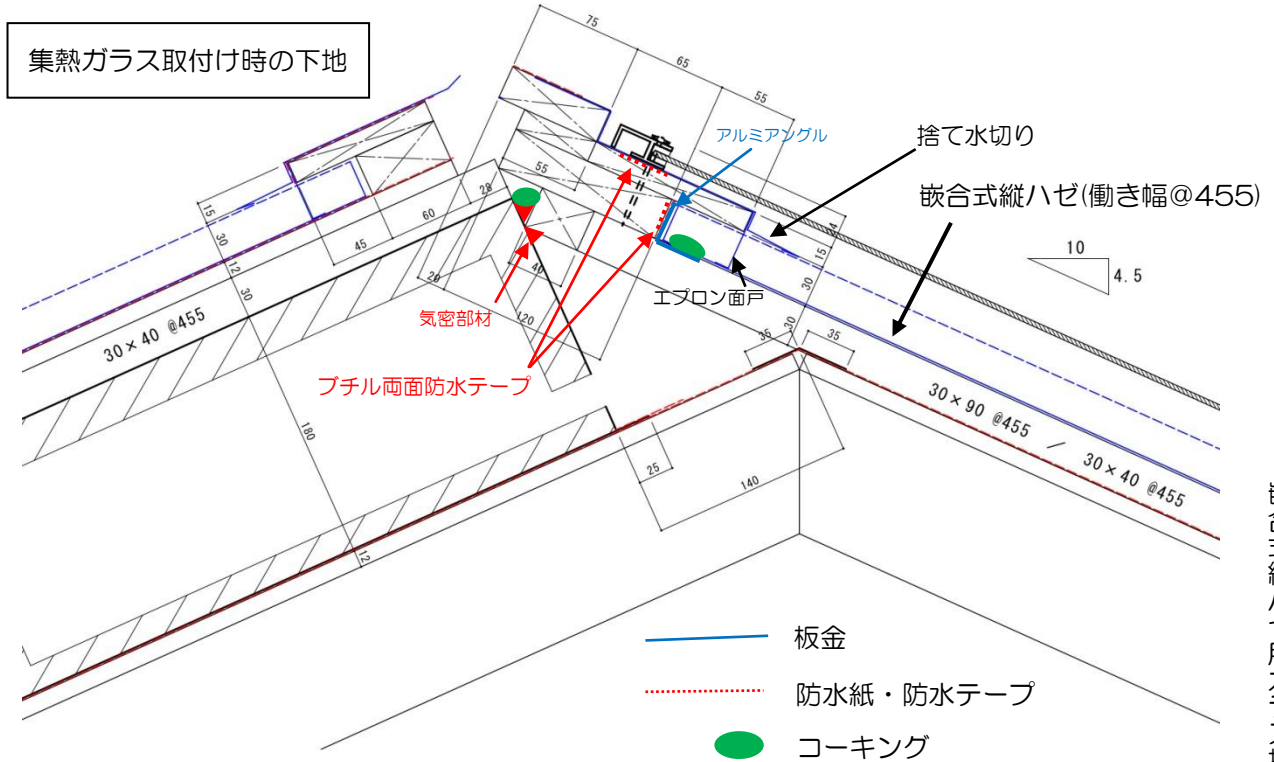 集熱ガラス取付け時の下地
75
65
55
アルミアングル
捨て水切り
嵌合式縦ハゼ(働き幅@455)
10
4.5
15
30
12
30
180
12
45
60
28
55
20
40
120
気密部材
ブチル両面防水テープ
エプロン面戸
4
15
30
30
35
35
30×40 @455
30×90 @455 / 30×40 @455
25
140
板金
防水紙・防水テープ
コーキング